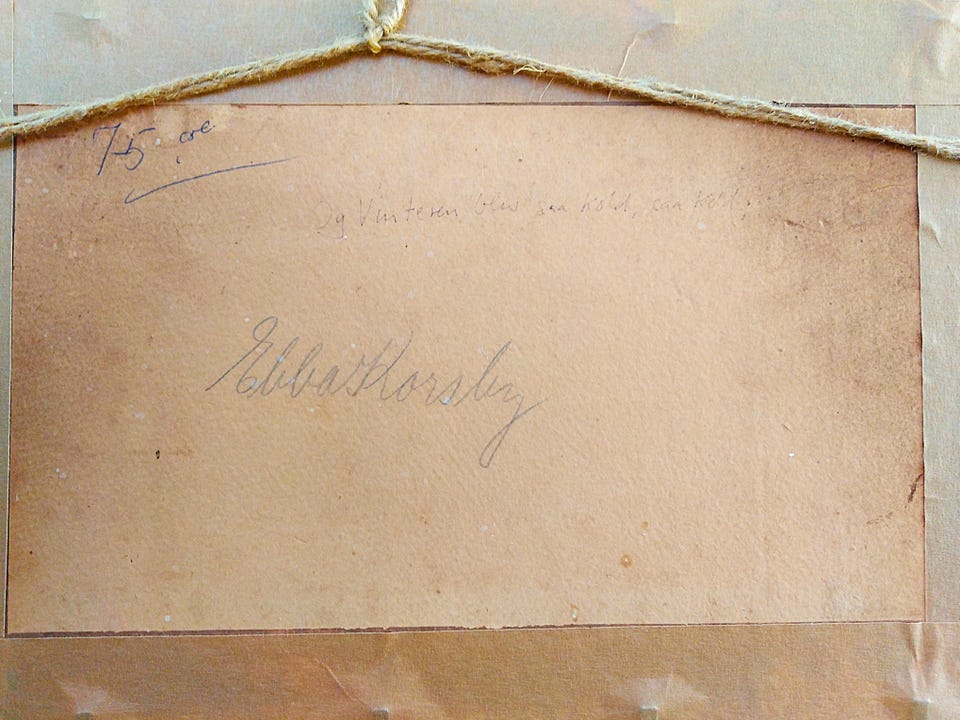 75 øre
Og Vinteren blev saa kold, saa kold,
Ebba Korsby